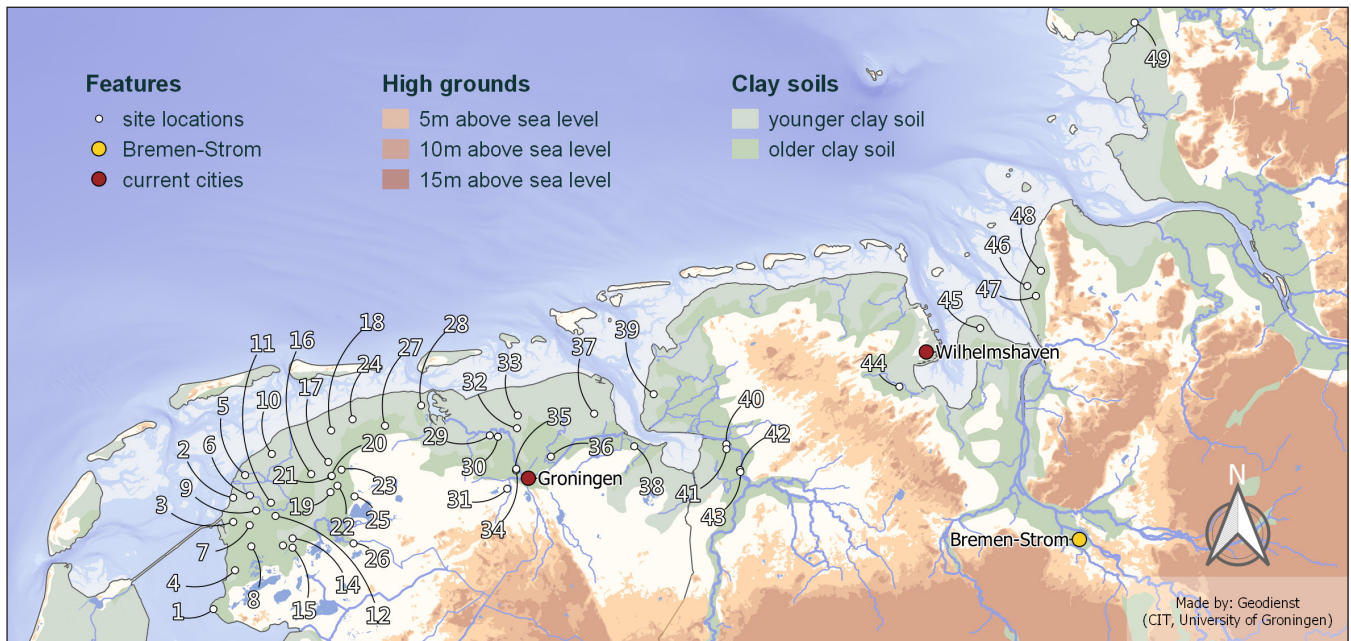 Features
High grounds
Clay soils
site locations
5m above sea level
younger clay soil
Bremen-Strom
10m above sea level
older clay soil
current cities
15m above sea level
49
48
46
47
45
Wilhelmshaven
44
39
37
33
32
28
27
18
24
16
11
17
10
5
6
2
9
3
7
4
1
8
21
20
19
23
22
25
26
14
15
12
29
30
31
34
35
36
Groningen
38
40
41
42
43
Bremen-Strom
N
Made by: Geodienst
(CIT, University of Groningen)